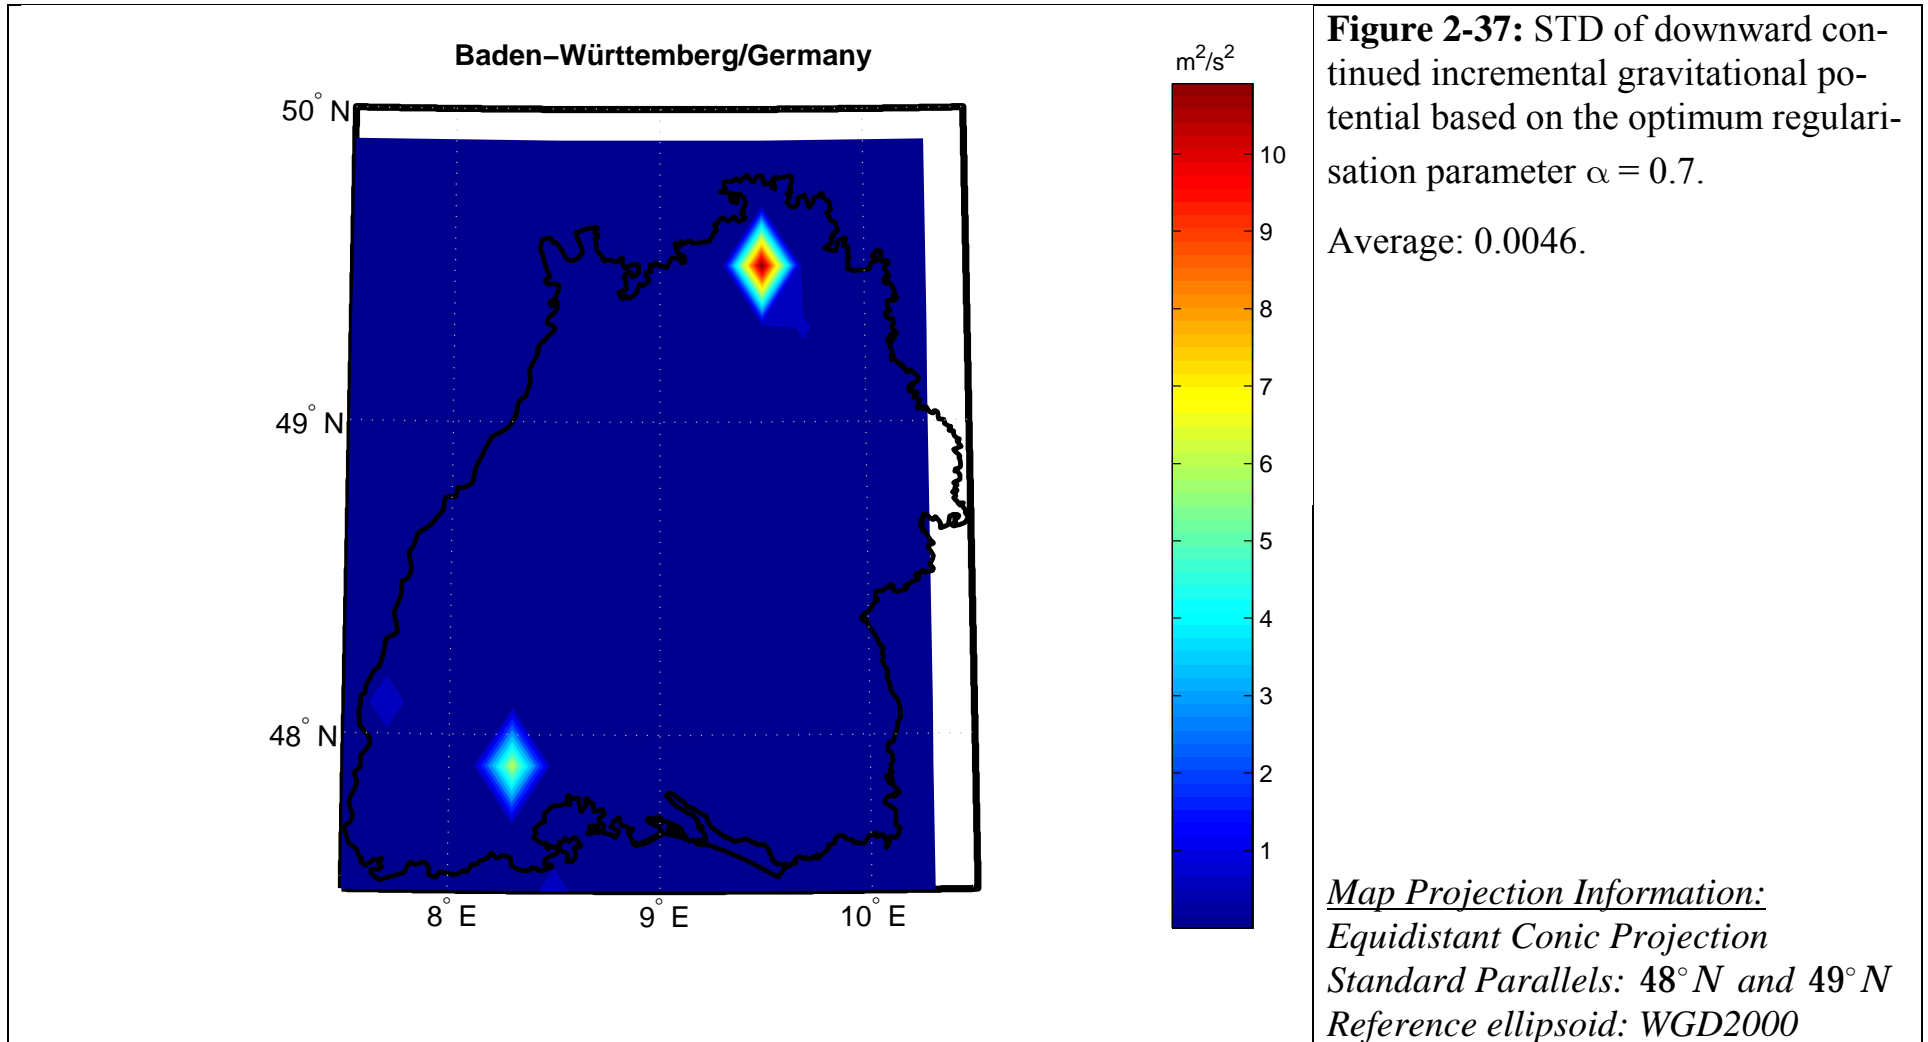 Baden−Württemberg/Germany
m²/s²
50° N
49° N
48° N
8° E
9° E
10° E
10
9
8
7
6
5
4
3
2
1
Figure 2-37: STD of downward con-
tinued incremental gravitational po-
tential based on the optimum regulari-
sation parameter α = 0.7.
Average: 0.0046.
Map Projection Information:
Equidistant Conic Projection
Standard Parallels: 48° N and 49° N
Reference ellipsoid: WGD2000